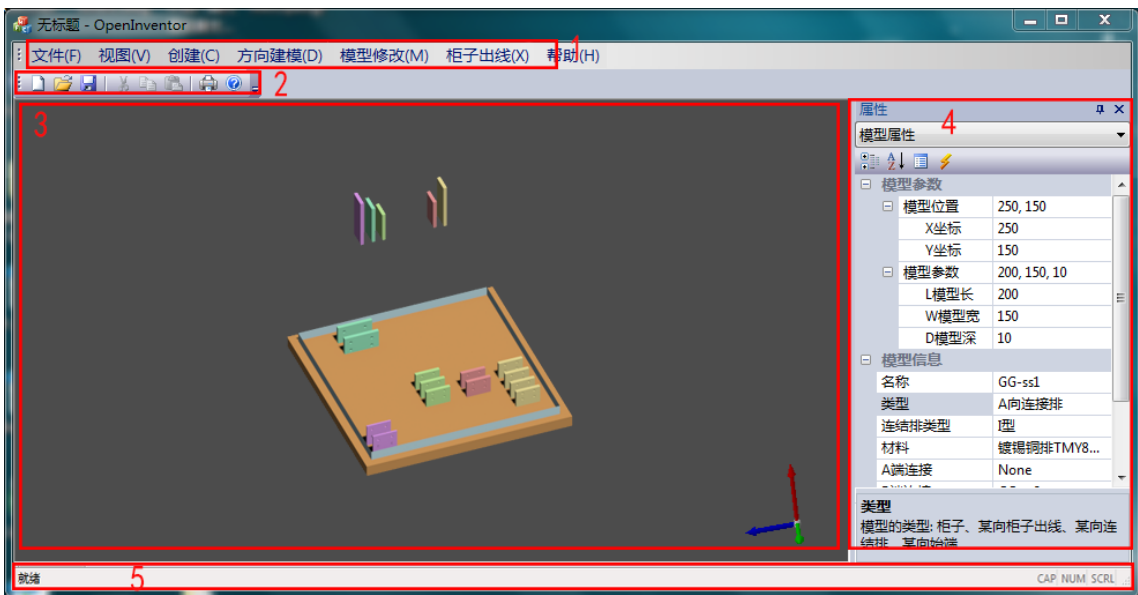 无标题 - OpenInventor
文件(F) 视图(V) 创建(C) 方向建模(D) 模型修改(M) 柜子出线(X) 帮助(H)
1
2
3
属性
4
模型属性
模型参数
模型位置 250, 150
X坐标 250
Y坐标 150
模型参数 200, 150, 10
L模型长 200
W模型宽 150
D模型深 10
模型信息
名称 GG-ss1
类型 A向连接排
连结排类型 I型
材料 镀锡铜排TMY8...
A端连接 None
类型
模型的类型: 柜子、某向柜子出线、某向连
结排、某向始端
就绪
5
CAP NUM SCRL